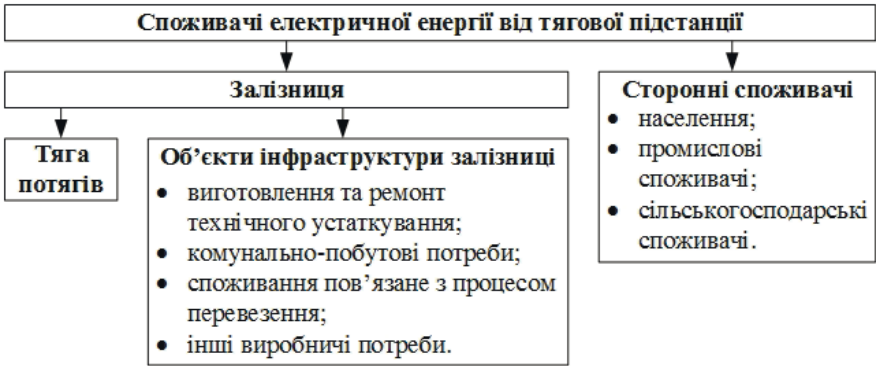 Споживачі електричної енергії від тягової підстанції
Залізниця
Тяга
потягів
Об’єкти інфраструктури залізниці
• виготовлення та ремонт
технічного устаткування;
• комунально-побутові потреби;
• споживання пов’язане з процесом
перевезення;
• інші виробничі потреби.
Сторонні споживачі
• населення;
• промислові
споживачі;
• сільськогосподарські
споживачі.